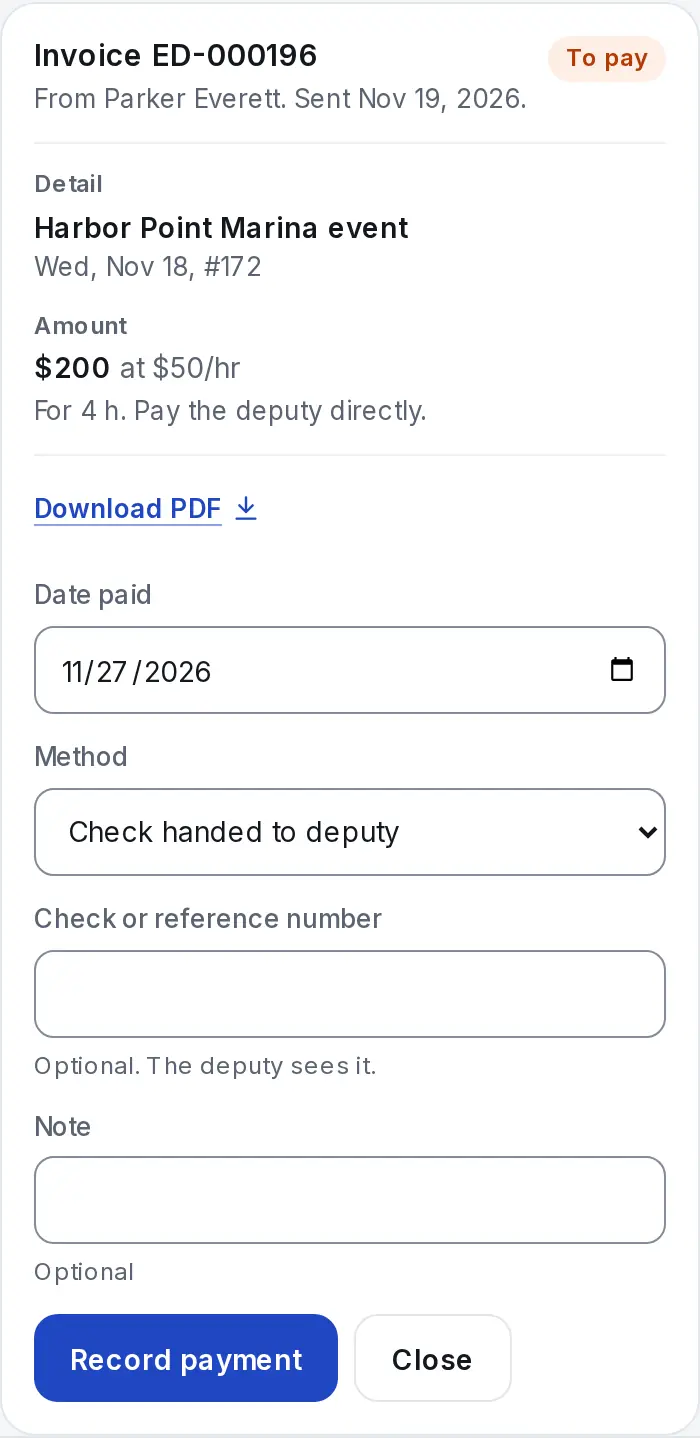 Invoice ED-000196
To pay
From Parker Everett. Sent Nov 19, 2026.
Detail
Harbor Point Marina event
Wed, Nov 18, #172
Amount
$200 at $50/hr
For 4 h. Pay the deputy directly.
Download PDF
Date paid
11/27/2026
Method
Check handed to deputy
Check or reference number
Optional. The deputy sees it.
Note
Optional
Record payment
Close